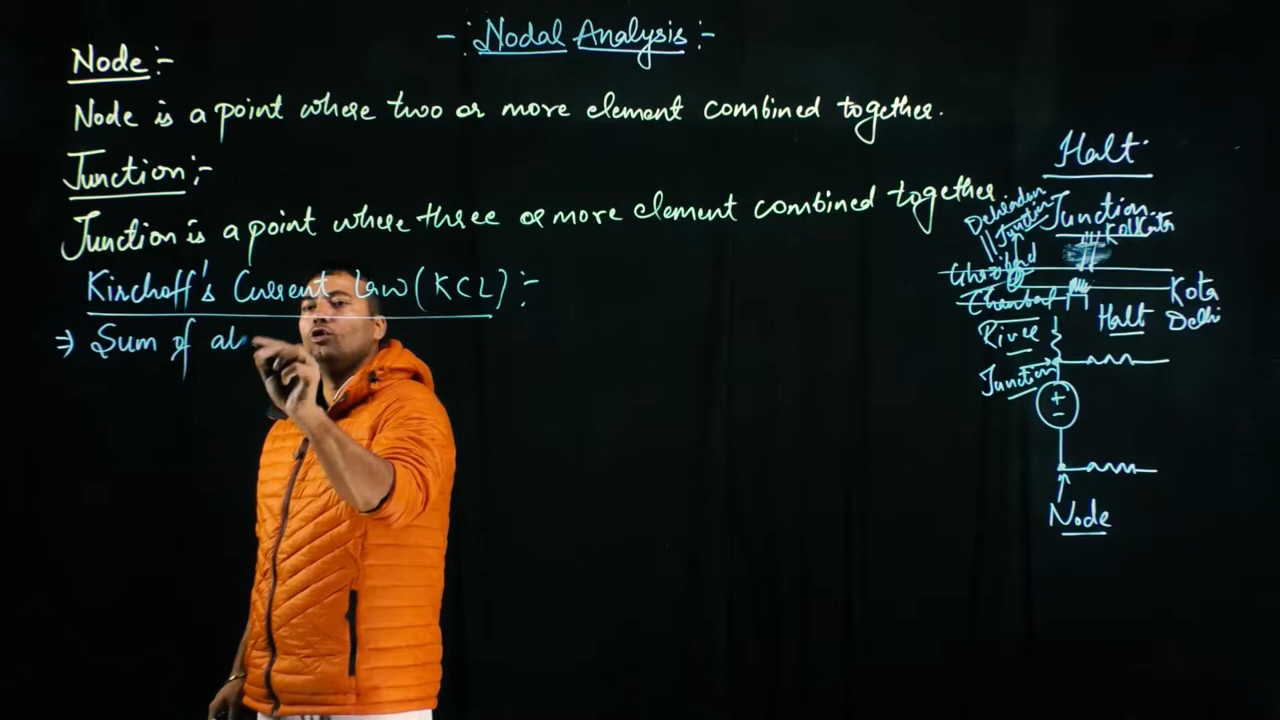 -: Nodal Analysis :-
Node :-
Node is a point where two or more element combined together.
Junction :-
Junction is a point where three or more element combined together
Kirchoff's Current Law (KCL) :-
⇒ Sum of al
Halt
Junction
Junction
Kolkata
Kota
Delhi
Halt
River
Junction
+
-
Node